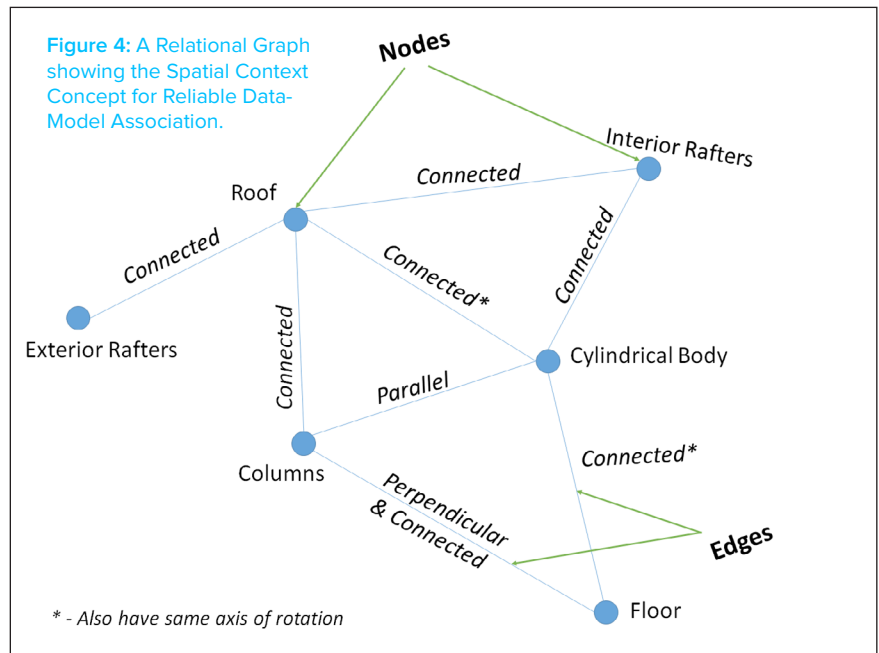 Figure 4: A Relational Graph
showing the Spatial Context
Concept for Reliable Data-
Model Association.
Nodes
Interior Rafters
Connected
Roof
Connected
Connected*
Connected
Exterior Rafters
Connected
Cylindrical Body
Parallel
Columns
Connected*
Perpendicular
& Connected
Edges
Floor
* - Also have same axis of rotation